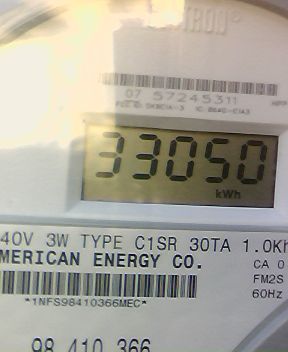 07 57245311
33050
kWh
40V 3W TYPE C1SR 30TA 1.0Kh
MERICAN ENERGY CO.
CA 0
FM2S
60Hz
*1NFS98410366MEC*
98 410 366